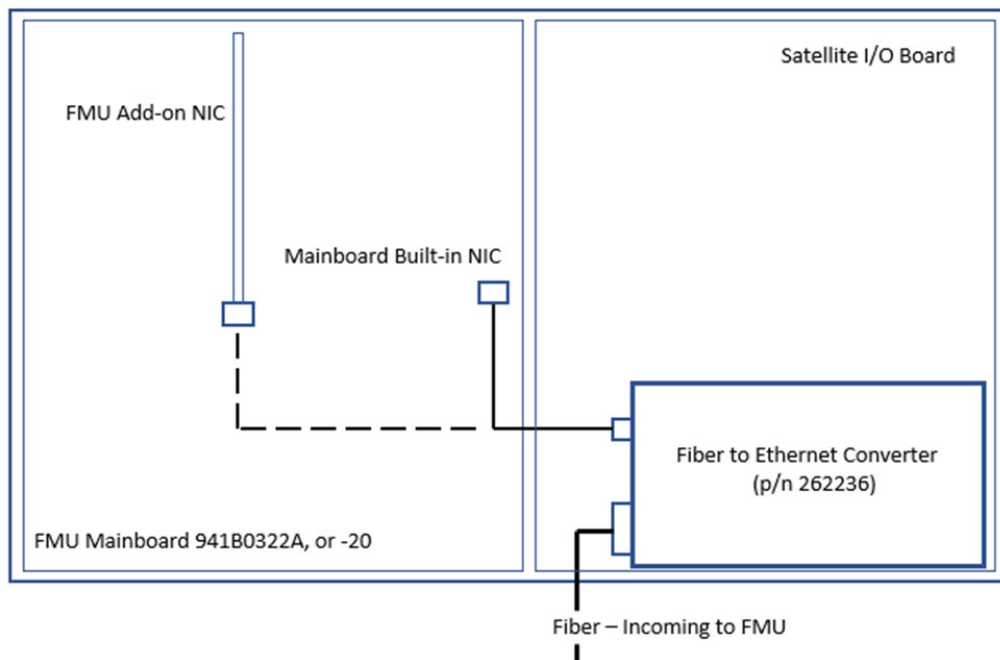 Satellite I/O Board
FMU Add-on NIC
Mainboard Built-in NIC
Fiber to Ethernet Converter
(p/n 262236)
FMU Mainboard 941B0322A, or -20
Fiber – Incoming to FMU